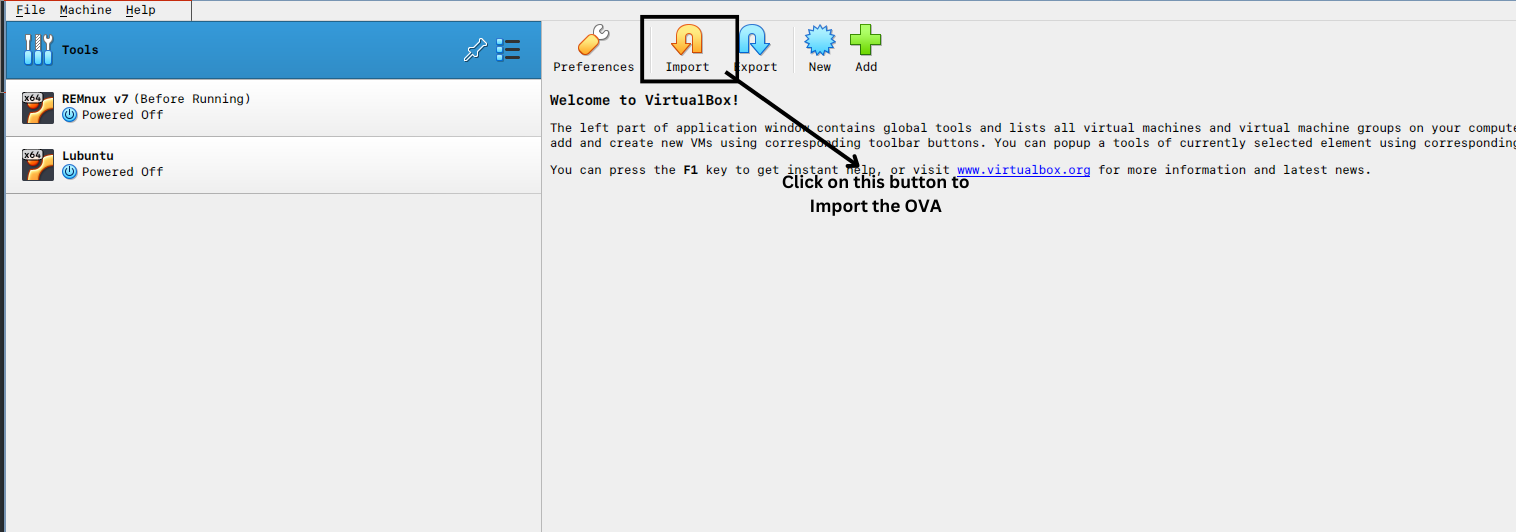 File Machine Help
Tools
x64
REMnux v7 (Before Running)
Powered Off
x64
Lubuntu
Powered Off
Preferences Import Export New Add
Welcome to VirtualBox!
The left part of application window contains global tools and lists all virtual machines and virtual machine groups on your compute
add and create new VMs using corresponding toolbar buttons. You can popup a tools of currently selected element using corresponding
You can press the F1 key to get instant help, or visit www.virtualbox.org for more information and latest news.
Click on this button to
Import the OVA